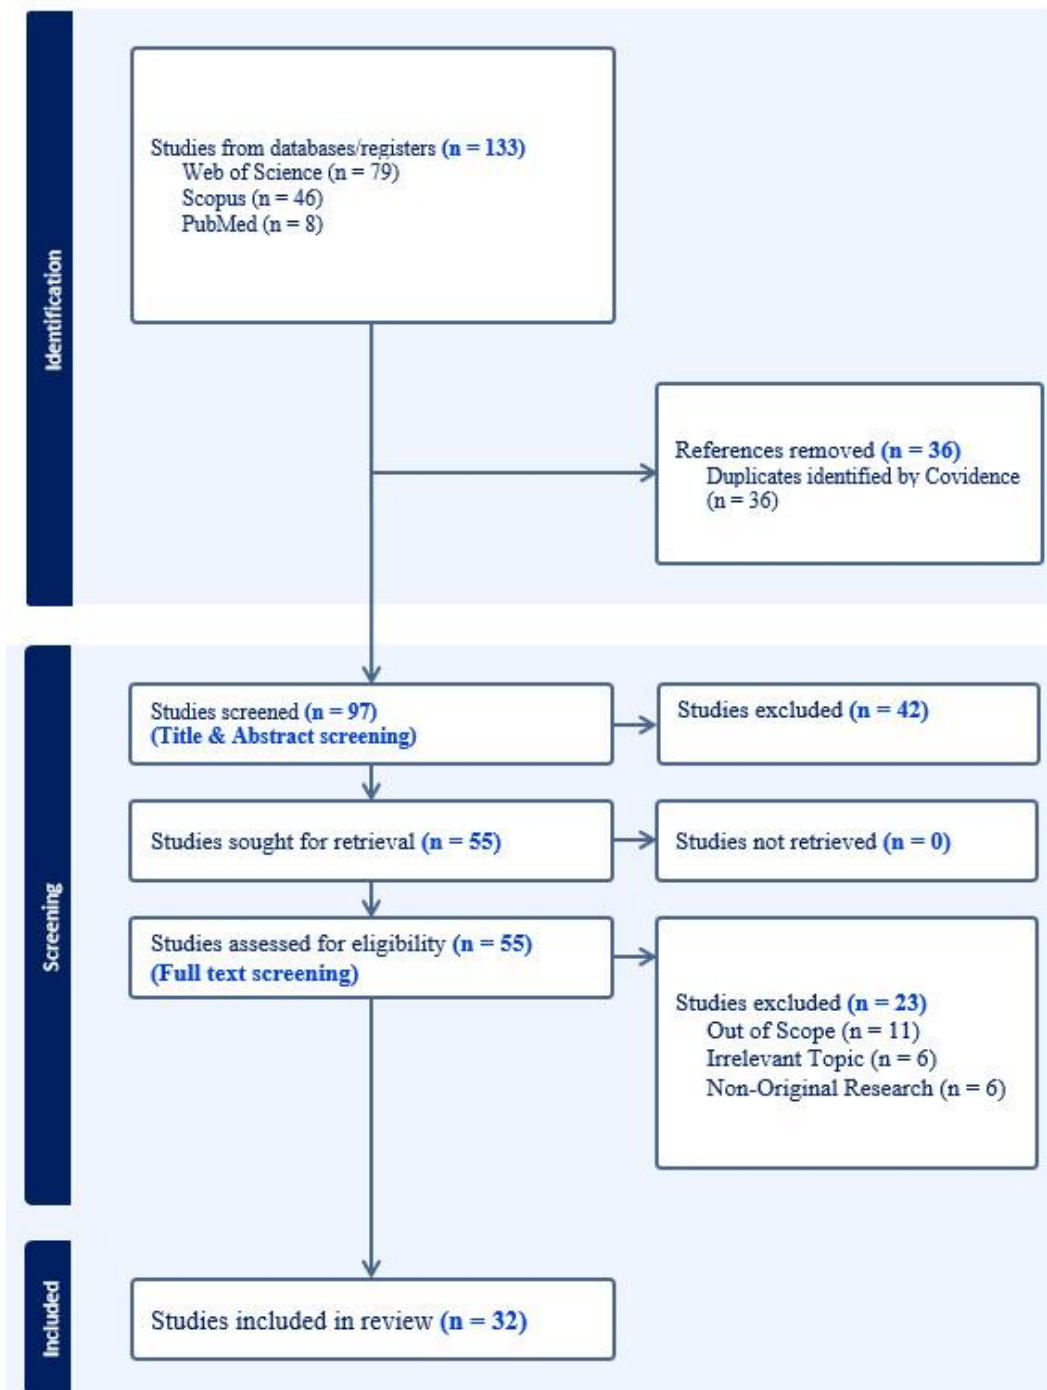 Identification
Studies from databases/registers (n = 133)
Web of Science (n = 79)
Scopus (n = 46)
PubMed (n = 8)
References removed (n = 36)
Duplicates identified by Covidence
(n = 36)
Screening
Studies screened (n = 97)
(Title & Abstract screening)
Studies excluded (n = 42)
Studies sought for retrieval (n = 55)
Studies not retrieved (n = 0)
Studies assessed for eligibility (n = 55)
(Full text screening)
Studies excluded (n = 23)
Out of Scope (n = 11)
Irrelevant Topic (n = 6)
Non-Original Research (n = 6)
Included
Studies included in review (n = 32)